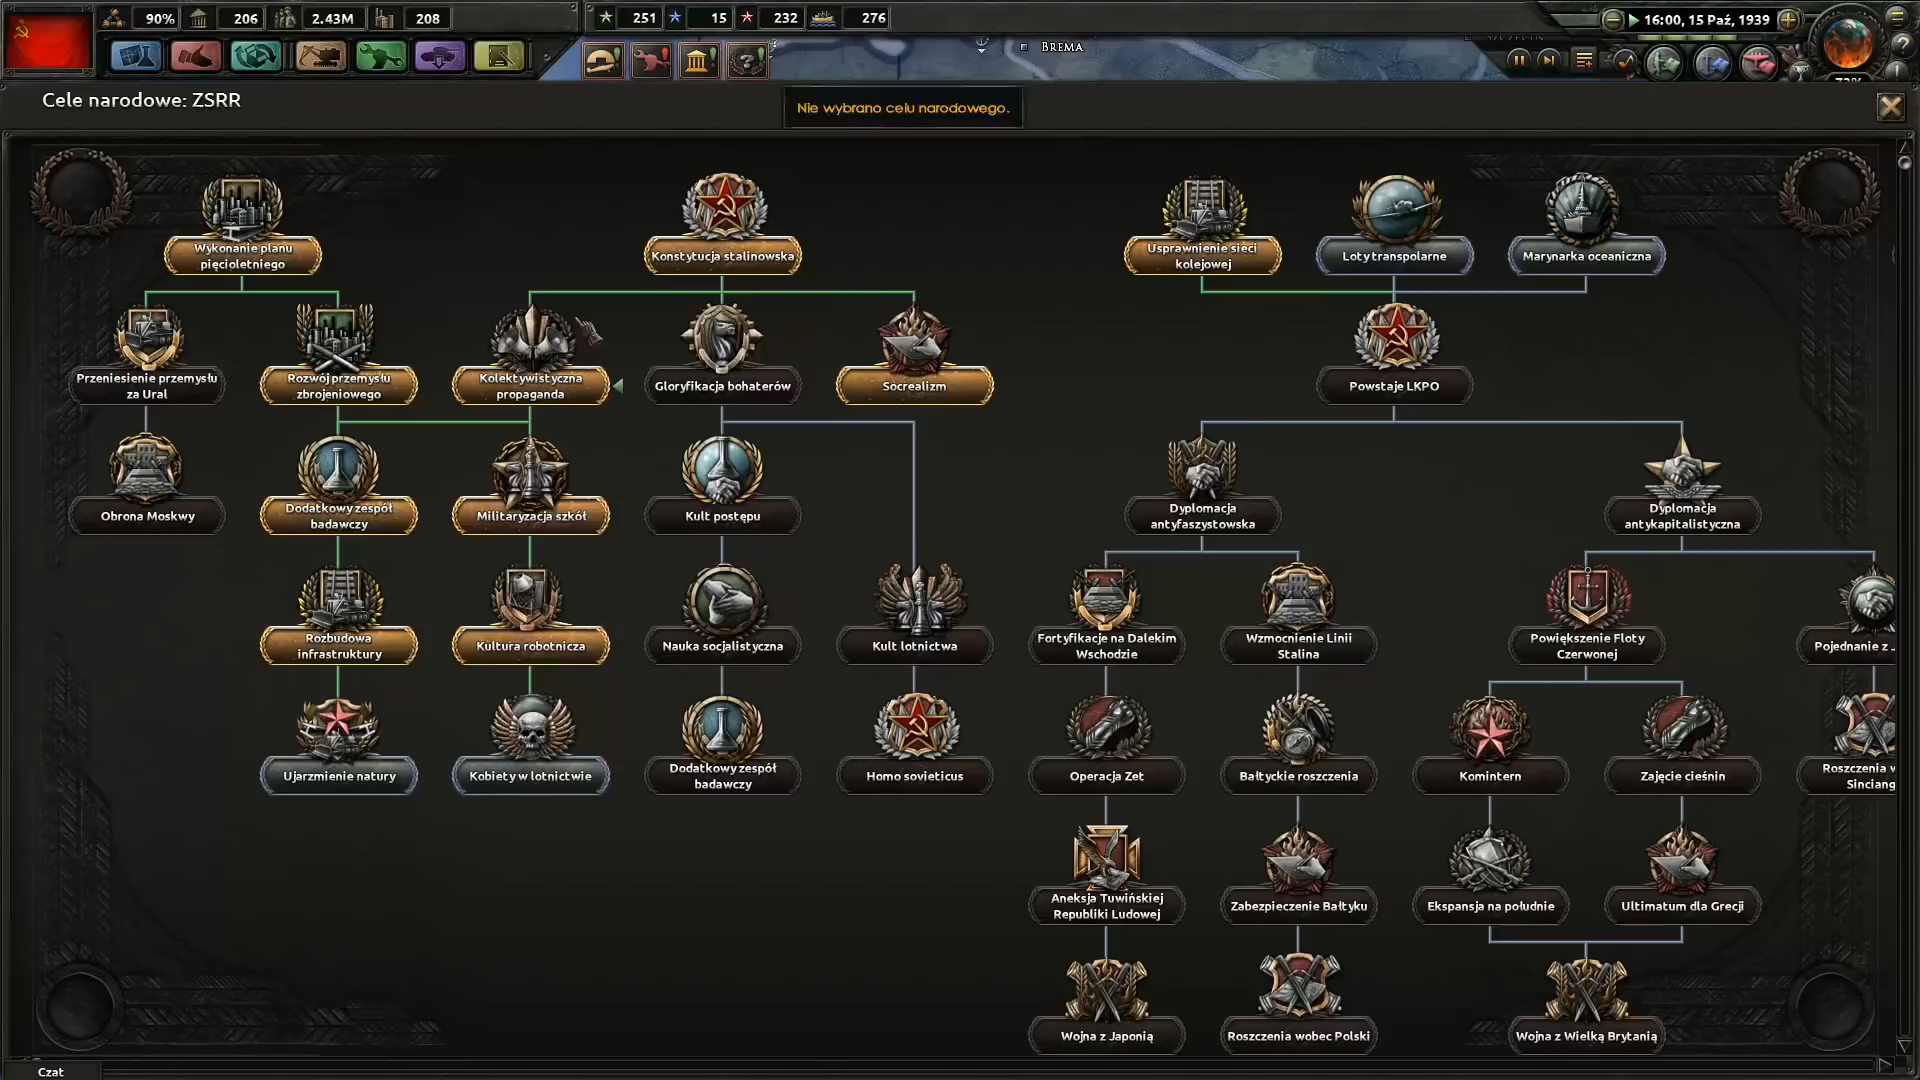 90%
206
2.43M
208
251
15
232
276
16:00, 15 Paź, 1939
BREMA
Cele narodowe: ZSRR
Nie wybrano celu narodowego.
Wykonanie planu
pięcioletniego
Konstytucja stalinowska
Usprawnienie sieci
kolejowej
Loty transpolarne
Marynarka oceaniczna
Przeniesienie przemysłu
za Ural
Rozwój przemysłu
zbrojeniowego
Kolektywistyczna
propaganda
Gloryfikacja bohaterów
Socrealizm
Powstaje LKPO
Obrona Moskwy
Dodatkowy zespół
badawczy
Militaryzacja szkół
Kult postępu
Dyplomacja
antyfaszystowska
Dyplomacja
antykapitalistyczna
Rozbudowa
infrastruktury
Kultura robotnicza
Nauka socjalistyczna
Kult lotnictwa
Fortyfikacje na Dalekim
Wschodzie
Wzmocnienie Linii
Stalina
Powiększenie Floty
Czerwonej
Pojednanie z
Ujarzmienie natury
Kobiety w lotnictwie
Dodatkowy zespół
badawczy
Homo sovieticus
Operacja Zet
Bałtyckie roszczenia
Komintern
Zajęcie cieśnin
Roszczenia w
Sinciang
Aneksja Tuwińskiej
Republiki Ludowej
Zabezpieczenie Bałtyku
Ekspansja na południe
Ultimatum dla Grecji
Wojna z Japonią
Roszczenia wobec Polski
Wojna z Wielką Brytanią
Czat